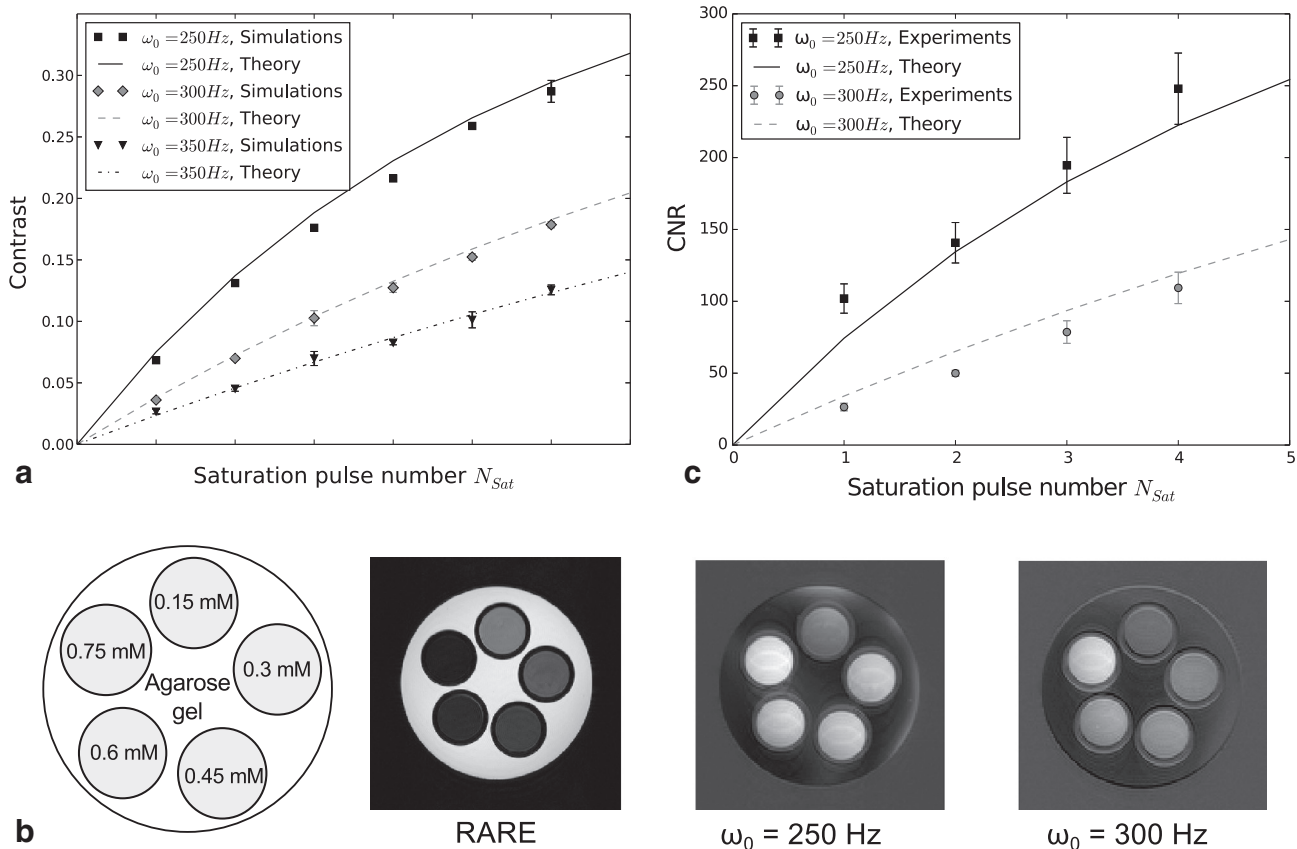 ω₀ = 250Hz, Simulations
ω₀ = 250Hz, Theory
ω₀ = 300Hz, Simulations
ω₀ = 300Hz, Theory
ω₀ = 350Hz, Simulations
ω₀ = 350Hz, Theory
0.30
0.25
0.20
0.15
0.10
0.05
0.00
Contrast
Saturation pulse number N_Sat
a
ω₀ = 250Hz, Experiments
ω₀ = 250Hz, Theory
ω₀ = 300Hz, Experiments
ω₀ = 300Hz, Theory
300
250
200
150
100
50
0
CNR
0 1 2 3 4 5
Saturation pulse number N_Sat
c
0.15 mM
0.75 mM
0.3 mM
Agarose
gel
0.6 mM
0.45 mM
b
RARE
ω₀ = 250 Hz
ω₀ = 300 Hz